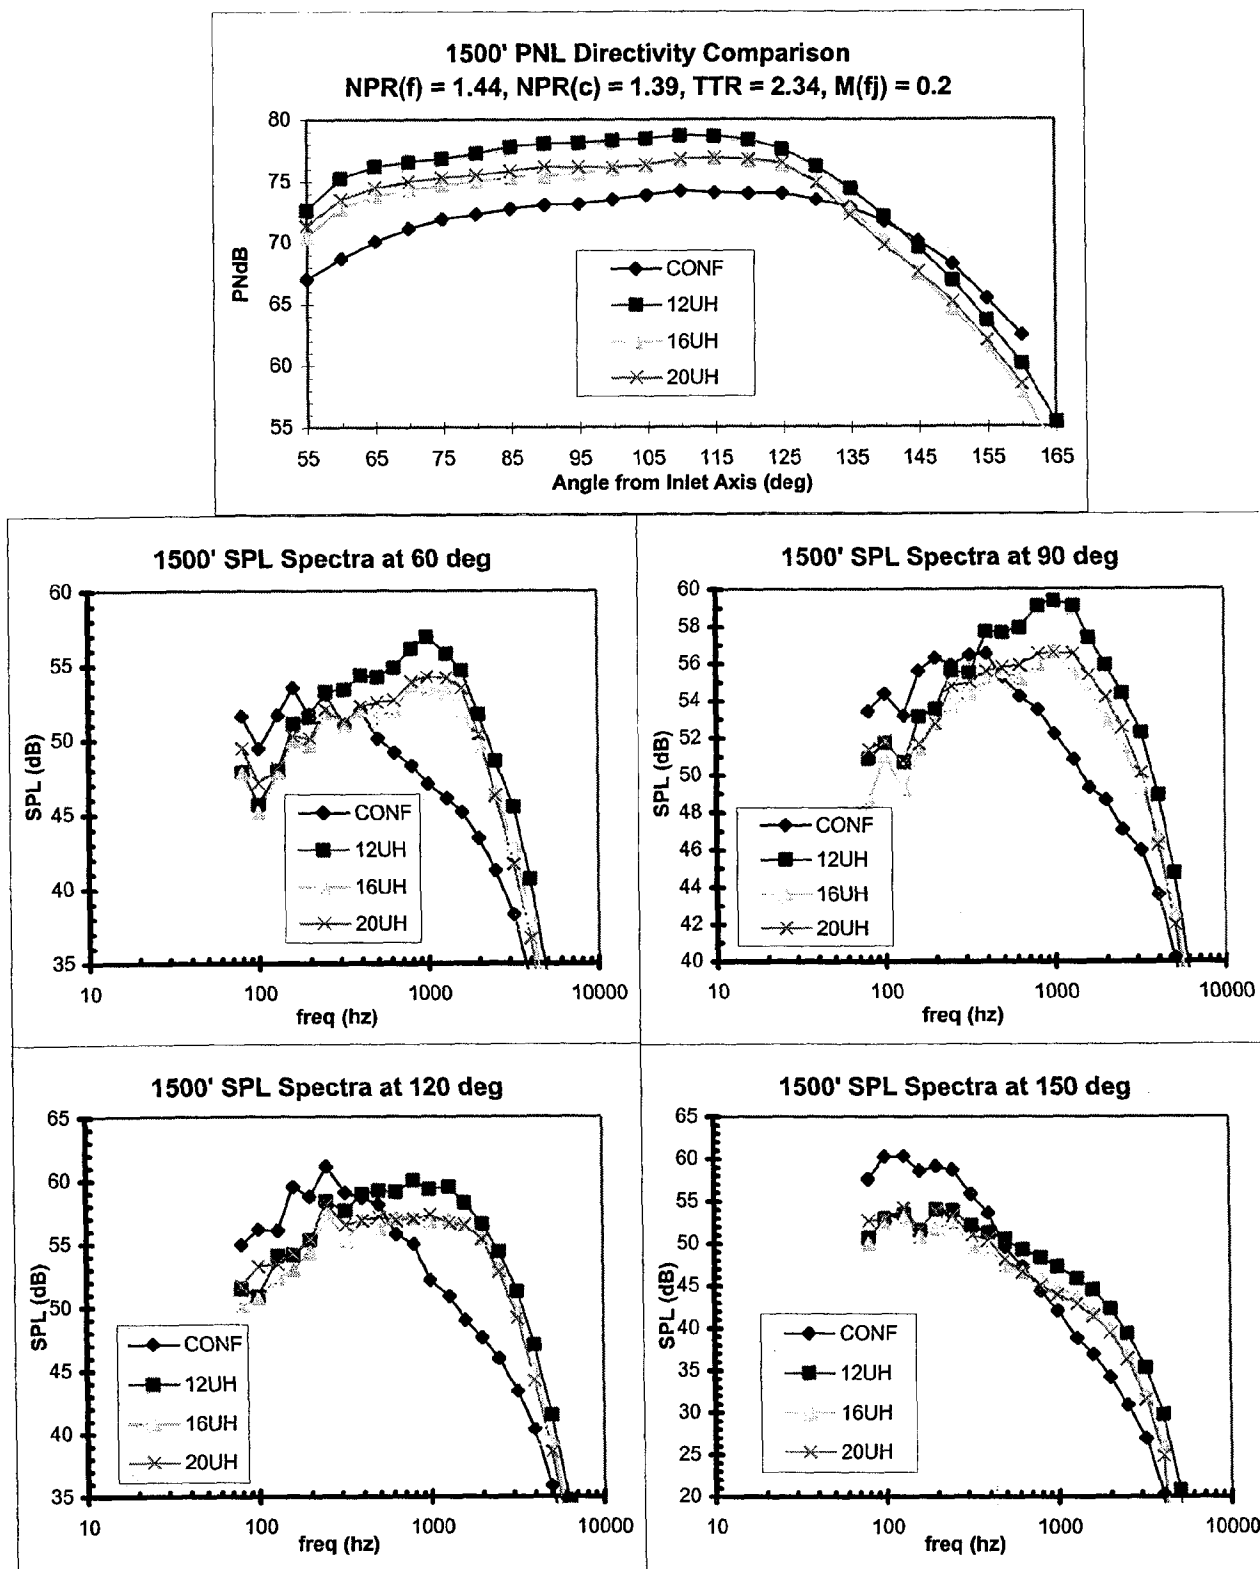 1500' PNL Directivity Comparison
NPR(f) = 1.44, NPR(c) = 1.39, TTR = 2.34, M(fj) = 0.2
80
75
70
65
60
55
PNdB
CONF
12UH
16UH
20UH
55 65 75 85 95 105 115 125 135 145 155 165
Angle from Inlet Axis (deg)
1500' SPL Spectra at 60 deg
60
55
50
45
40
35
SPL (dB)
CONF
12UH
16UH
20UH
10 100 1000 10000
freq (hz)
1500' SPL Spectra at 90 deg
60
58
56
54
52
50
48
46
44
42
40
SPL (dB)
CONF
12UH
16UH
20UH
10 100 1000 10000
freq (hz)
1500' SPL Spectra at 120 deg
65
60
55
50
45
40
35
SPL (dB)
CONF
12UH
16UH
20UH
10 100 1000 10000
freq (hz)
1500' SPL Spectra at 150 deg
65
60
55
50
45
40
35
30
25
20
SPL (dB)
CONF
12UH
16UH
20UH
10 100 1000 10000
freq (hz)